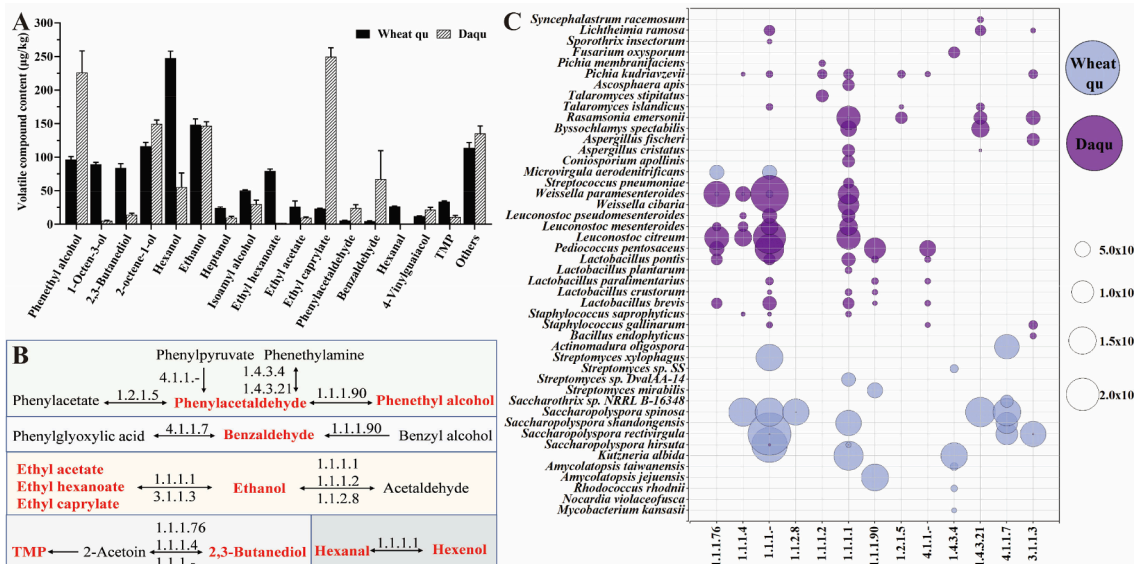 A
Volatile compound content (µg/kg)
300
250
200
150
100
50
0
Wheat qu
Daqu
Phenethyl alcohol
1-Octen-3-ol
2,3-Butanediol
2-octene-1-ol
Hexanol
Ethanol
Heptanol
Isoamyl alcohol
Ethyl hexanoate
Ethyl acetate
Ethyl caprylate
Phenylacetaldehyde
Benzaldehyde
Hexanal
4-Vinylguaiacol
TMP
Others
B
Phenylpyruvate
Phenethylamine
4.1.1.-
1.4.3.4
1.4.3.21
Phenylacetate
1.2.1.5
Phenylacetaldehyde
1.1.1.90
Phenethyl alcohol
Phenylglyoxylic acid
4.1.1.7
Benzaldehyde
1.1.1.90
Benzyl alcohol
Ethyl acetate
Ethyl hexanoate
Ethyl caprylate
1.1.1.1
3.1.1.3
Ethanol
1.1.1.1
1.1.1.2
1.1.2.8
Acetaldehyde
TMP
2-Acetoin
1.1.1.76
1.1.1.4
1.1.1.-
2,3-Butanediol
Hexanal
1.1.1.1
Hexenol
C
Syncephalastrum racemosum
Lichtheimia ramosa
Sporothrix insectorum
Fusarium oxysporum
Pichia membranifaciens
Pichia kudriavzevii
Ascosphaera apis
Talaromyces stipitatus
Talaromyces islandicus
Rasamsonia emersonii
Byssochlamys spectabilis
Aspergillus fischeri
Aspergillus cristatus
Coniosporium apollinis
Microvirgula aerodenitrificans
Streptococcus pneumoniae
Weissella paramesenteroides
Weissella cibaria
Leuconostoc pseudomesenteroides
Leuconostoc mesenteroides
Leuconostoc citreum
Pediococcus pentosaceus
Lactobacillus pontis
Lactobacillus plantarum
Lactobacillus paralimentarius
Lactobacillus crustorum
Lactobacillus brevis
Staphylococcus saprophyticus
Staphylococcus gallinarum
Bacillus endophyticus
Actinomadura oligospora
Streptomyces xylophagus
Streptomyces sp. SS
Streptomyces sp. DvalAA-14
Streptomyces mirabilis
Saccharothrix sp. NRRL B-16348
Saccharopolyspora spinosa
Saccharopolyspora shandongensis
Saccharopolyspora rectivirgula
Saccharopolyspora hirsuta
Kutzneria albida
Amycolatopsis taiwanensis
Amycolatopsis jejuensis
Rhodococcus rhodnii
Nocardia violaceofusca
Mycobacterium kansasii
1.1.1.76
1.1.1.4
1.1.1.-
1.1.2.8
1.1.1.2
1.1.1.1
1.1.1.90
1.2.1.5
4.1.1.-
1.4.3.4
1.4.3.21
4.1.1.7
3.1.1.3
Wheat
qu
Daqu
5.0x10
1.0x10
1.5x10
2.0x10